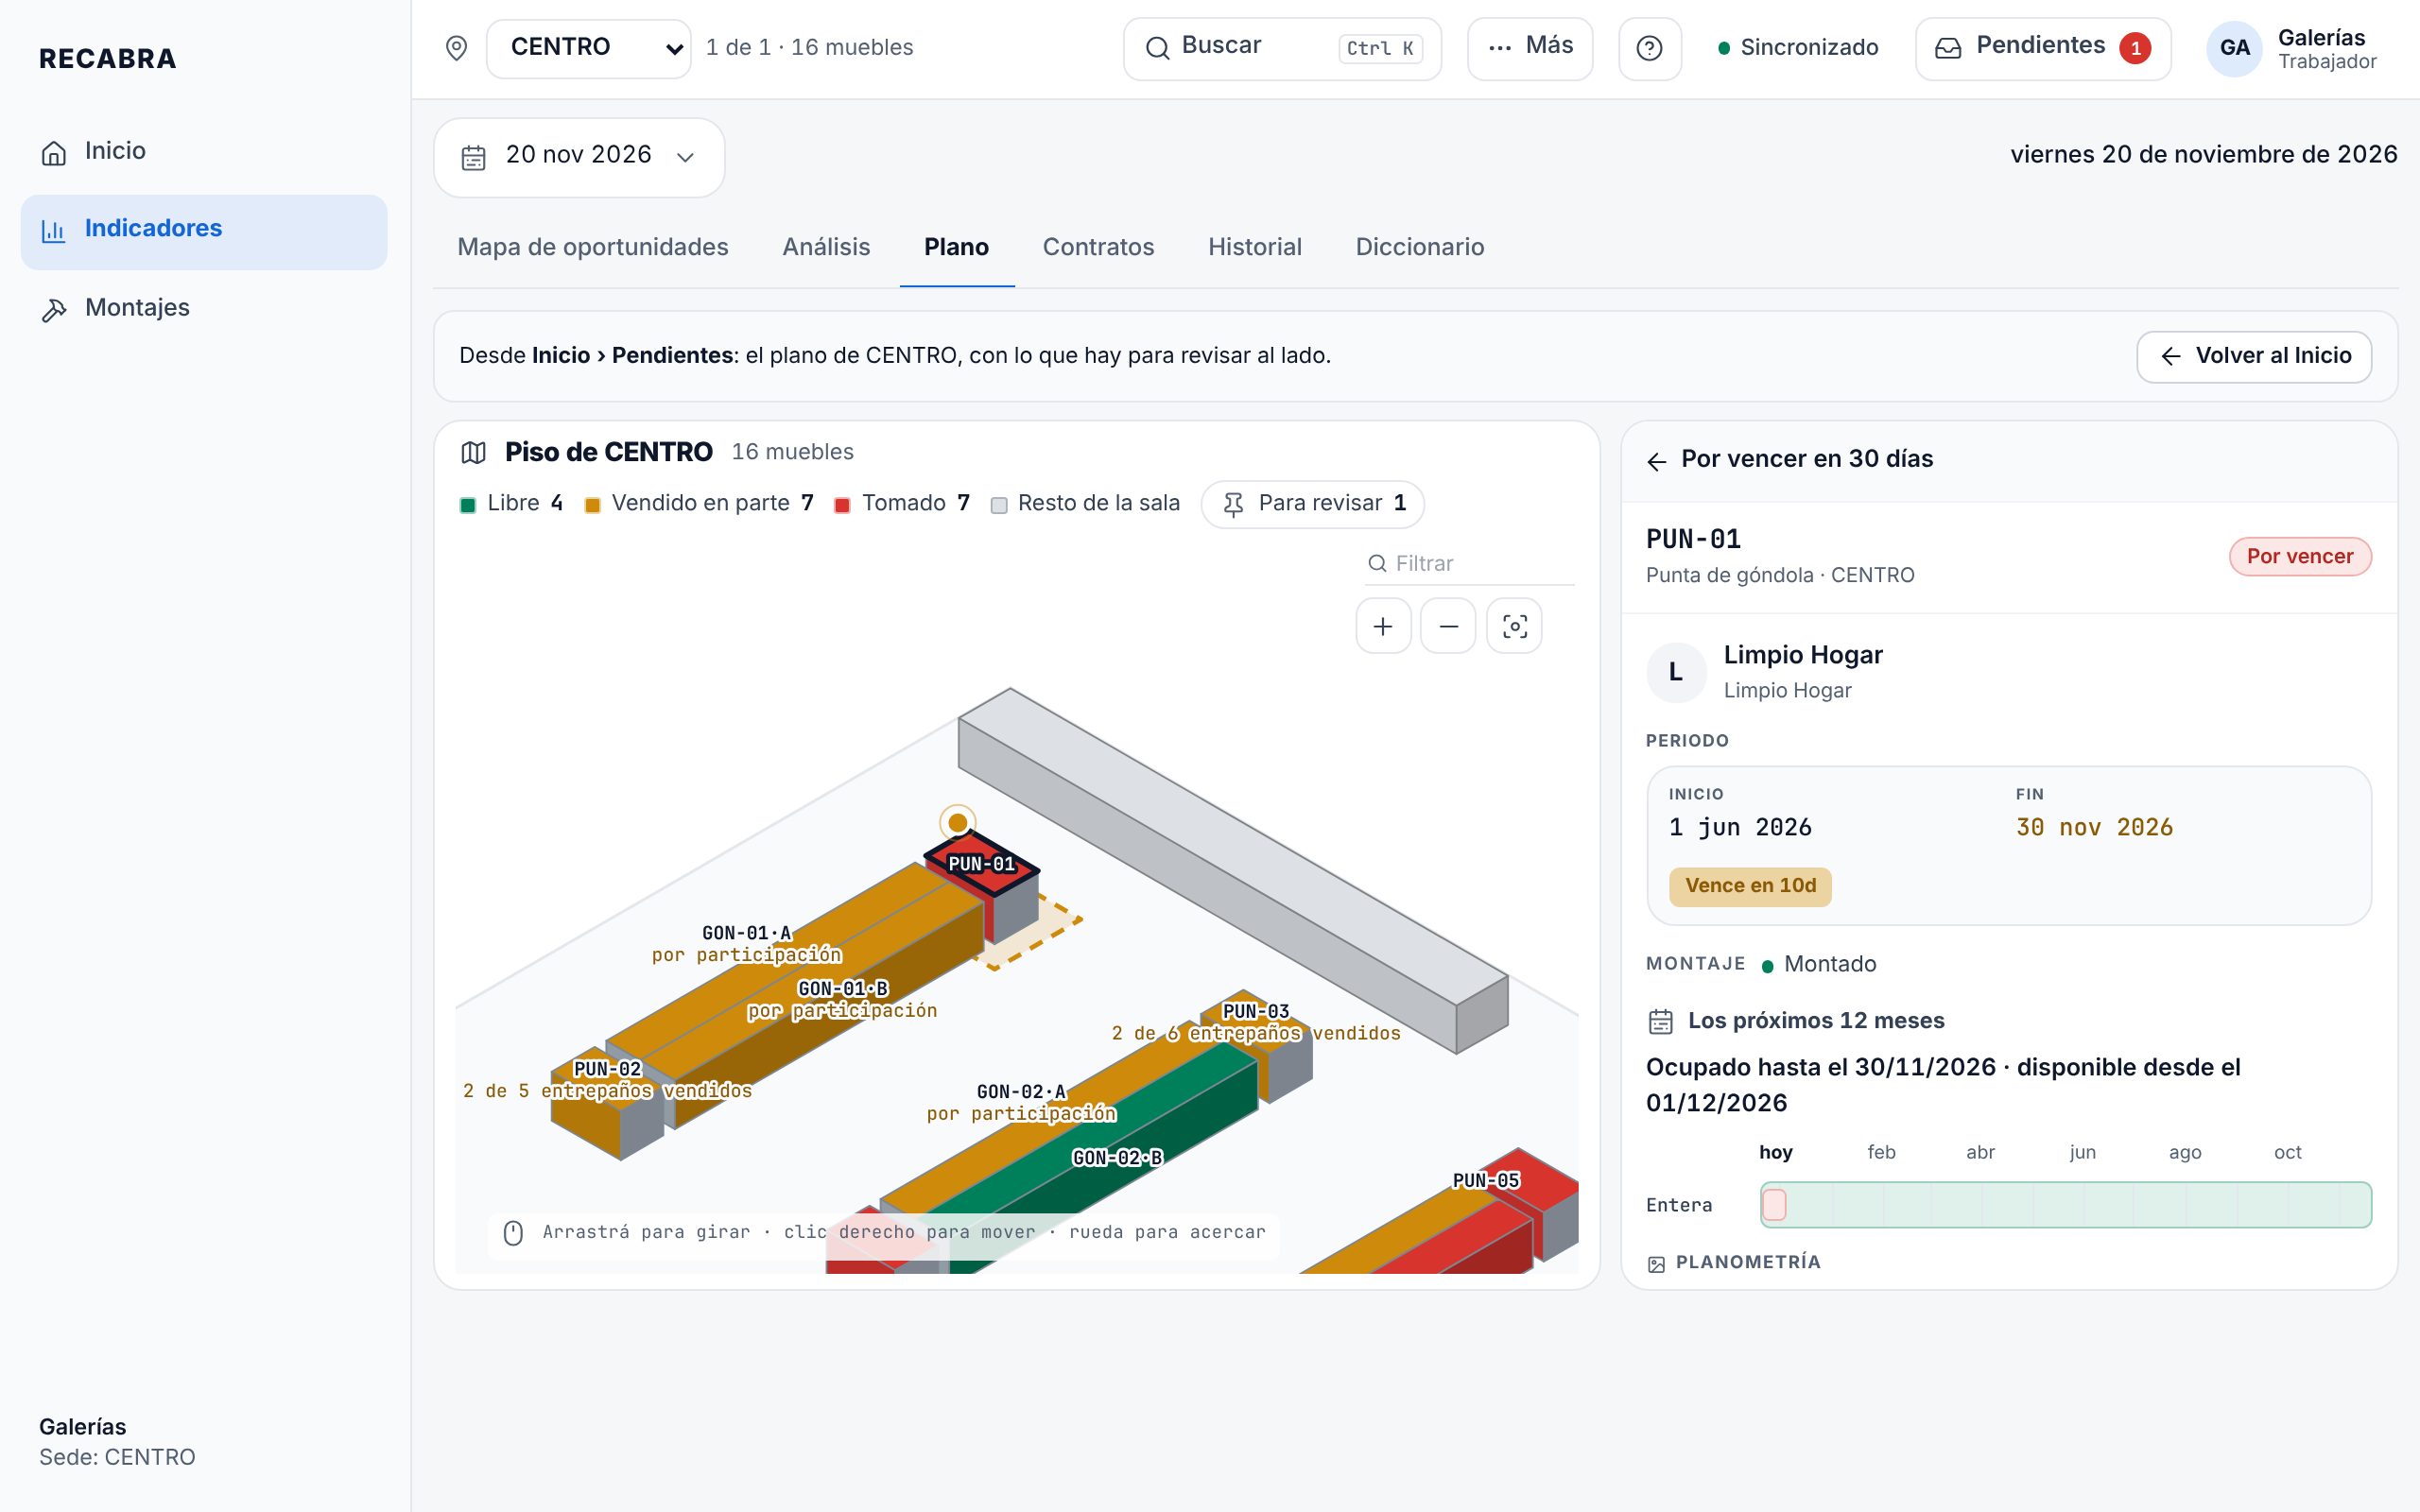 RECABRA
Inicio
Indicadores
Montajes
Galerías
Sede: CENTRO
CENTRO
1 de 1 · 16 muebles
Buscar
Ctrl K
Más
Sincronizado
Pendientes 1
GA
Galerías
Trabajador
20 nov 2026
viernes 20 de noviembre de 2026
Mapa de oportunidades
Análisis
Plano
Contratos
Historial
Diccionario
Desde Inicio › Pendientes: el plano de CENTRO, con lo que hay para revisar al lado.
Volver al Inicio
Piso de CENTRO 16 muebles
Libre 4
Vendido en parte 7
Tomado 7
Resto de la sala
Para revisar 1
Filtrar
PUN-01
GON-01·A
por participación
GON-01·B
por participación
PUN-03
2 de 6 entrepaños vendidos
PUN-02
2 de 5 entrepaños vendidos
GON-02·A
por participación
GON-02·B
PUN-05
Arrastrá para girar · clic derecho para mover · rueda para acercar
Por vencer en 30 días
PUN-01
Punta de góndola · CENTRO
Por vencer
L
Limpio Hogar
Limpio Hogar
PERIODO
INICIO
1 jun 2026
FIN
30 nov 2026
Vence en 10d
MONTAJE
Montado
Los próximos 12 meses
Ocupado hasta el 30/11/2026 · disponible desde el
01/12/2026
hoy feb abr jun ago oct
Entera
PLANOMETRÍA